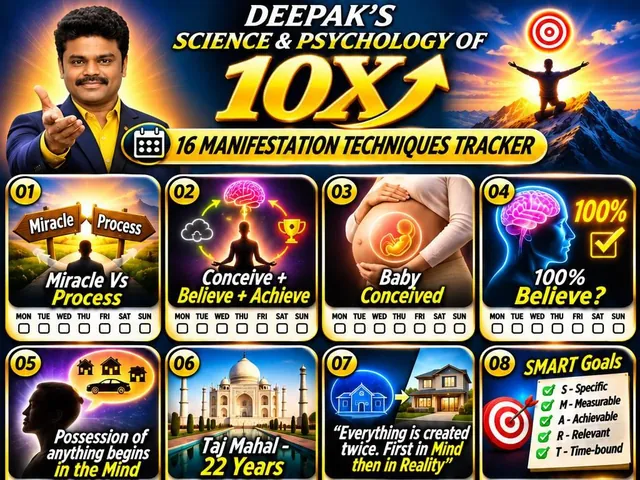 DEEPAK'S
SCIENCE & PSYCHOLOGY OF
10X
16 MANIFESTATION TECHNIQUES TRACKER
01
Miracle
Process
Miracle Vs
Process
MON TUE WED THU FRI SAT SUN
02
Conceive +
Believe + Achieve
MON TUE WED THU FRI SAT SUN
03
Baby
Conceived
MON TUE WED THU FRI SAT SUN
04
100%
100%
Believe?
MON TUE WED THU FRI SAT SUN
05
Possession of
anything begins
in the Mind
06
Taj Mahal -
22 Years
07
"Everything is created
twice. First in Mind
then in Reality"
08
SMART Goals
S - Specific
M - Measurable
A - Achievable
R - Relevant
T - Time-bound